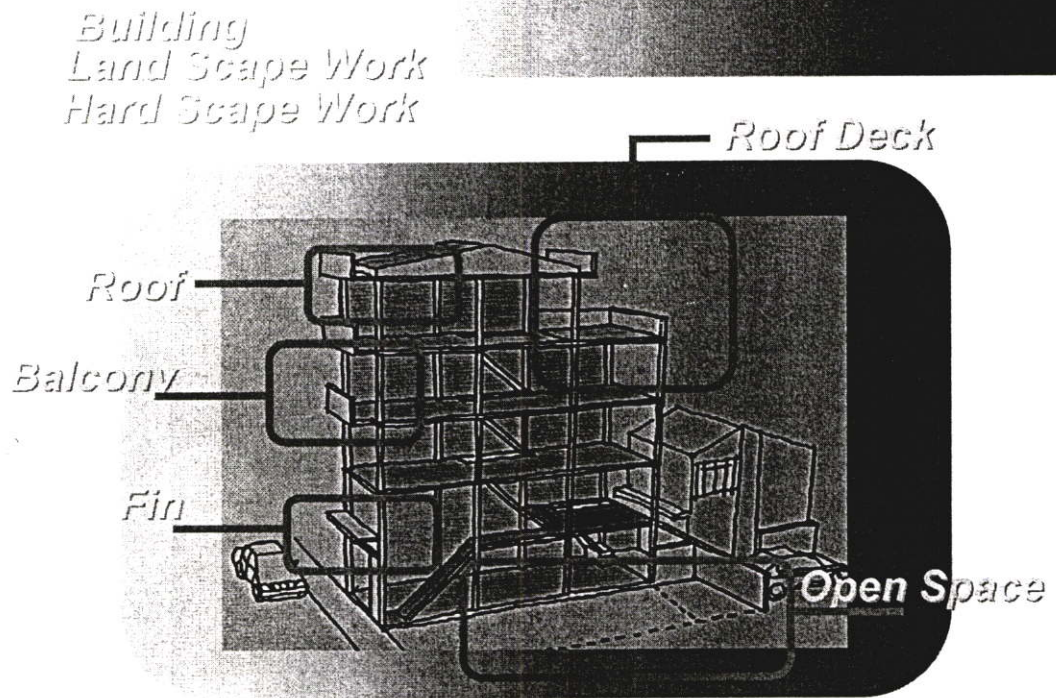 Building
Land Scape Work
Hard Scape Work
Roof Deck
Roof
Balcony
Fin
Open Space